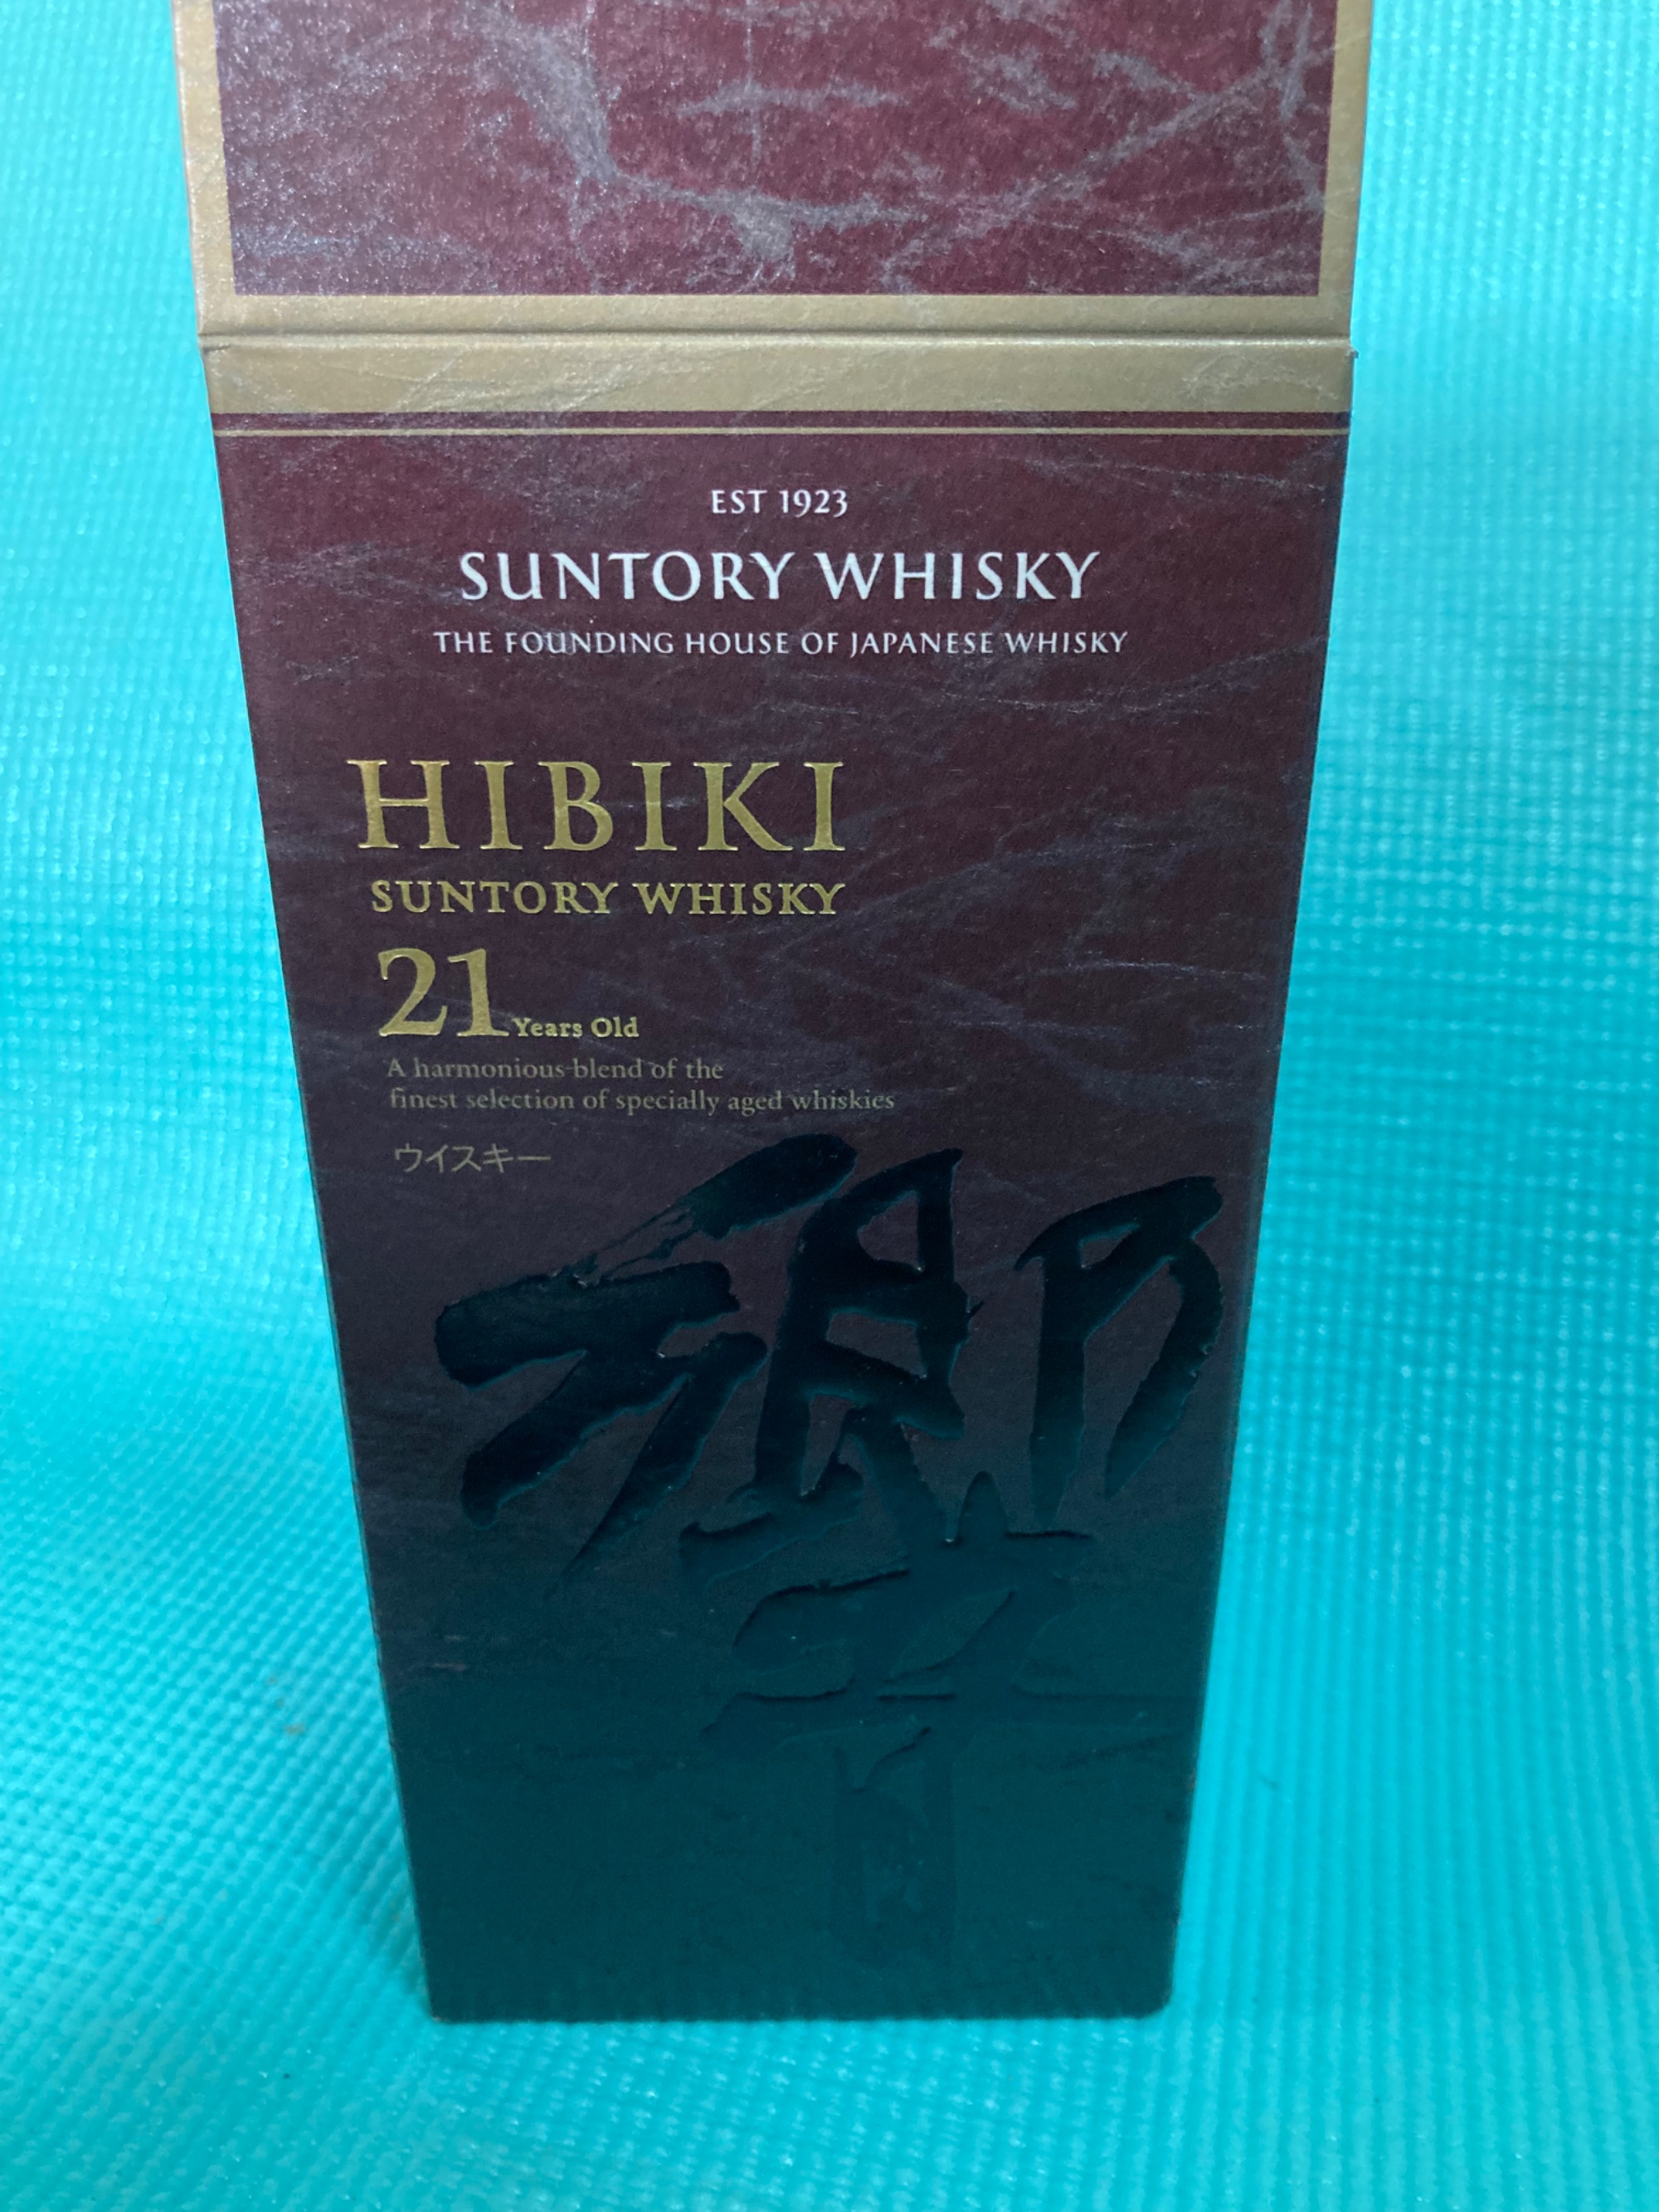 EST 1923
SUNTORY WHISKY
THE FOUNDING HOUSE OF JAPANESE WHISKY
HIBIKI
SUNTORY WHISKY
21 Years Old
A harmonious blend of the
finest selection of specially aged whiskies
ウイスキー
響